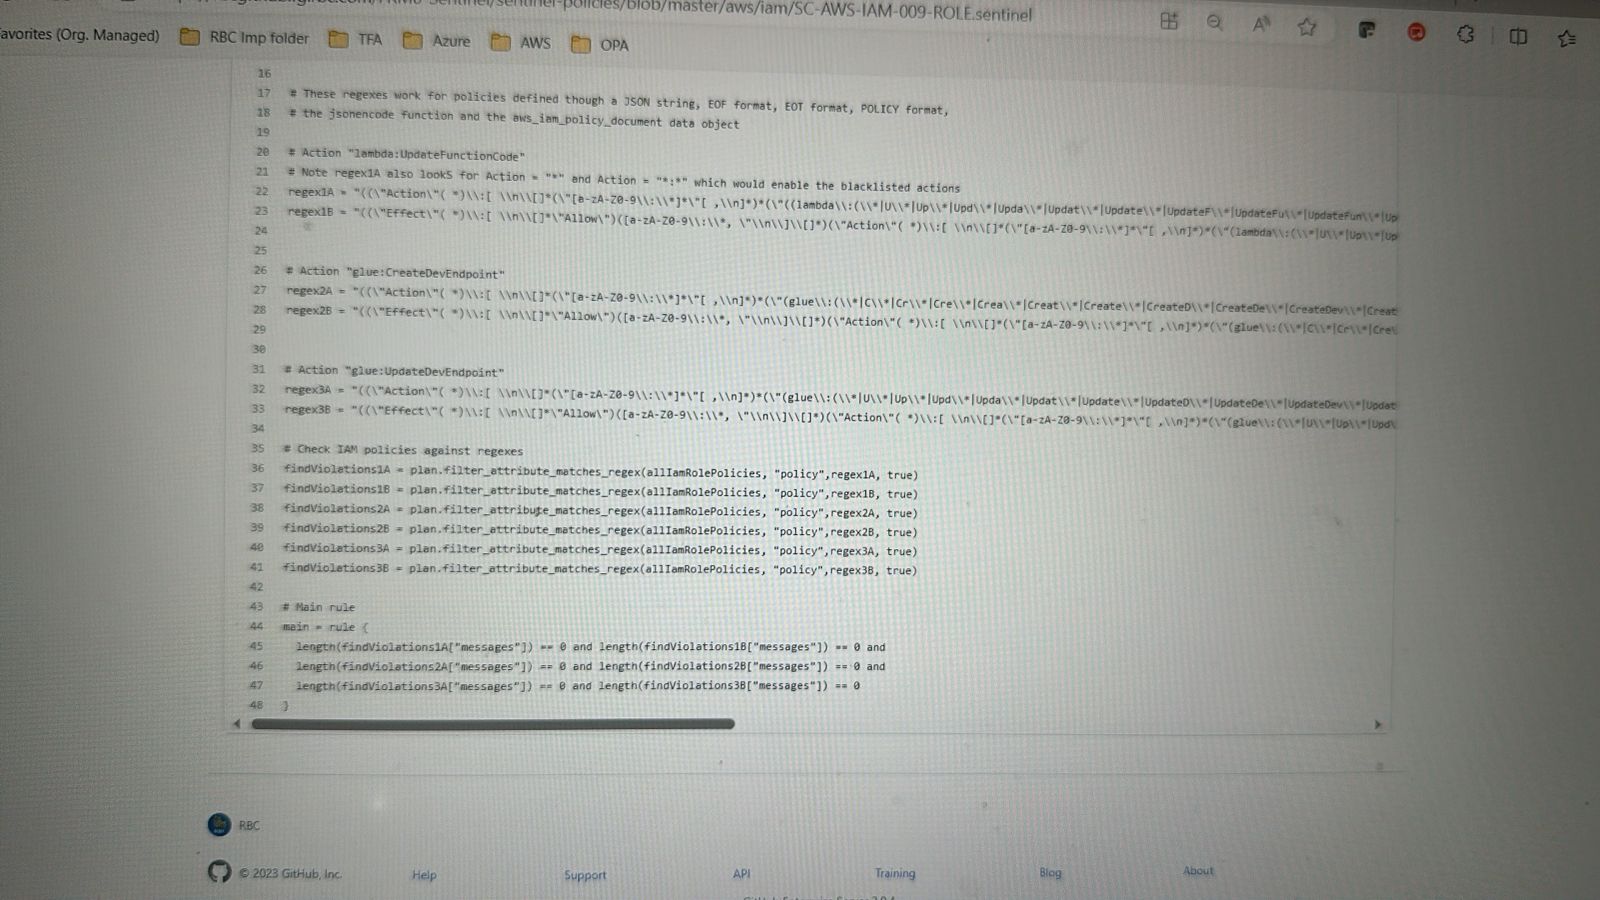 sentinel-policies/blob/master/aws/iam/SC-AWS-IAM-009-ROLE.sentinel
avorites (Org. Managed) RBC Imp folder TFA Azure AWS OPA
16
17 # These regexes work for policies defined though a JSON string, EOF format, EOT format, POLICY format,
18 # the jsonencode function and the aws_iam_policy_document data object
19
20 # Action "lambda:UpdateFunctionCode"
21 # Note regex1A also lookS for Action = "*" and Action = "*:*" which would enable the blacklisted actions
22 regex1A = "((\"Action\"( *)\\:[ \\n\\[]*(\"[a-zA-Z0-9\\:\\*]*\"[ ,\\n]*)*(\"((lambda\\:(\\*|U\\*|Up\\*|Upd\\*|Upda\\*|Updat\\*|Update\\*|UpdateF\\*|UpdateFu\\*|UpdateFun\\*|Up
23 regex1B = "((\"Effect\"( *)\\:[ \\n\\[]*\"Allow\")([a-zA-Z0-9\\:\\*, \"\\n\\]\\[]*)(\"Action\"( *)\\:[ \\n\\[]*(\"[a-zA-Z0-9\\:\\*]*\"[ ,\\n]*)*(\"(lambda\\:(\\*|U\\*|Up\\*|Up
24
25
26 # Action "glue:CreateDevEndpoint"
27 regex2A = "((\"Action\"( *)\\:[ \\n\\[]*(\"[a-zA-Z0-9\\:\\*]*\"[ ,\\n]*)*(\"(glue\\:(\\*|C\\*|Cr\\*|Cre\\*|Crea\\*|Creat\\*|Create\\*|CreateD\\*|CreateDe\\*|CreateDev\\*|Creat
28 regex2B = "((\"Effect\"( *)\\:[ \\n\\[]*\"Allow\")([a-zA-Z0-9\\:\\*, \"\\n\\]\\[]*)(\"Action\"( *)\\:[ \\n\\[]*(\"[a-zA-Z0-9\\:\\*]*\"[ ,\\n]*)*(\"(glue\\:(\\*|C\\*|Cr\\*|Cre\
29
30
31 # Action "glue:UpdateDevEndpoint"
32 regex3A = "((\"Action\"( *)\\:[ \\n\\[]*(\"[a-zA-Z0-9\\:\\*]*\"[ ,\\n]*)*(\"(glue\\:(\\*|U\\*|Up\\*|Upd\\*|Upda\\*|Updat\\*|Update\\*|UpdateD\\*|UpdateDe\\*|UpdateDev\\*|Updat
33 regex3B = "((\"Effect\"( *)\\:[ \\n\\[]*\"Allow\")([a-zA-Z0-9\\:\\*, \"\\n\\]\\[]*)(\"Action\"( *)\\:[ \\n\\[]*(\"[a-zA-Z0-9\\:\\*]*\"[ ,\\n]*)*(\"(glue\\:(\\*|U\\*|Up\\*|Upd\
34
35 # Check IAM policies against regexes
36 findViolations1A = plan.filter_attribute_matches_regex(allIamRolePolicies, "policy",regex1A, true)
37 findViolations1B = plan.filter_attribute_matches_regex(allIamRolePolicies, "policy",regex1B, true)
38 findViolations2A = plan.filter_attribute_matches_regex(allIamRolePolicies, "policy",regex2A, true)
39 findViolations2B = plan.filter_attribute_matches_regex(allIamRolePolicies, "policy",regex2B, true)
40 findViolations3A = plan.filter_attribute_matches_regex(allIamRolePolicies, "policy",regex3A, true)
41 findViolations3B = plan.filter_attribute_matches_regex(allIamRolePolicies, "policy",regex3B, true)
42
43 # Main rule
44 main = rule {
45 length(findViolations1A["messages"]) == 0 and length(findViolations1B["messages"]) == 0 and
46 length(findViolations2A["messages"]) == 0 and length(findViolations2B["messages"]) == 0 and
47 length(findViolations3A["messages"]) == 0 and length(findViolations3B["messages"]) == 0
48 }
RBC
© 2023 GitHub, Inc. Help Support API Training Blog About